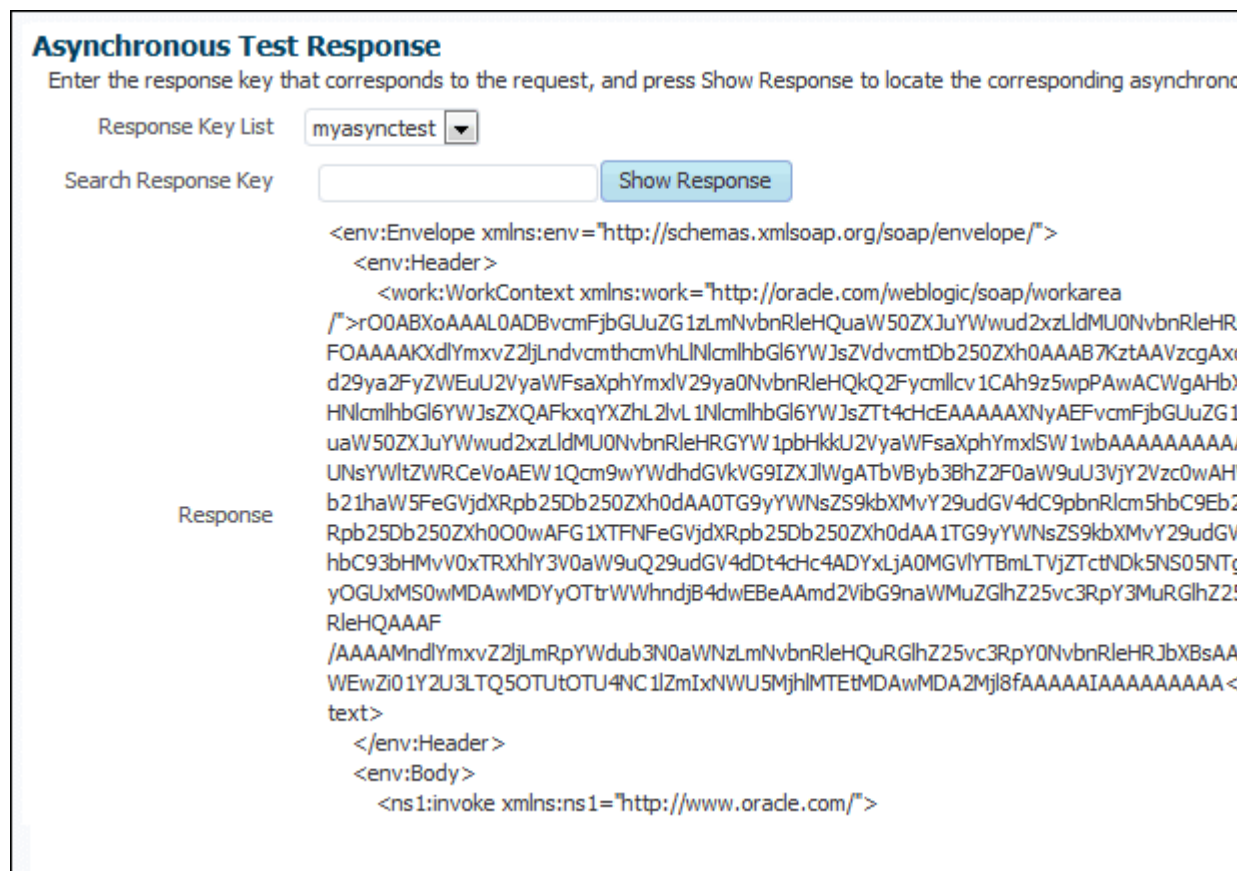 Asynchronous Test Response
Enter the response key that corresponds to the request, and press Show Response to locate the corresponding asynchrono
Response Key List myasynctest
Search Response Key Show Response
<env:Envelope xmlns:env="http://schemas.xmlsoap.org/soap/envelope/">
<env:Header>
<work:WorkContext xmlns:work="http://oracle.com/weblogic/soap/workarea
/">rO0ABXoAAAL0ADBvcmFjbGUuZG1zLmNvbnRleHQuaW50ZXJuYWwud2xzLldMU0NvbnRleHR
FOAAAAKXdlYmxvZ2ljLndvcmthcmVhLlNlcmlhbGl6YWJsZVdvcmtDb250ZXh0AAAB7KztAAVzcgAxd
d29ya2FyZWEuU2VyaWFsaXphYmxlV29ya0NvbnRleHQkQ2Fycmllcv1CAh9z5wpPAwACWgAHbX
HNlcmlhbGl6YWJsZXQAFkxqYXZhL2lvL1NlcmlhbGl6YWJsZTt4cHcEAAAAAXNyAEFvcmFjbGUuZG1
uaW50ZXJuYWwud2xzLldMU0NvbnRleHRGYW1pbHkkU2VyaWFsaXphYmxlSW1wbAAAAAAAAAA
UNsYWltZWRCeVoAEW1Qcm9wYWdhdGVkVG9IZXJlWgATbVByb3BhZ2F0aW9uU3VjY2Vzc0wAH
b21haW5FeGVjdXRpb25Db250ZXh0dAA0TG9yYWNsZS9kbXMvY29udGV4dC9pbnRlcm5hbC9Eb2
Rpb25Db250ZXh0O0wAFG1XTFNFeGVjdXRpb25Db250ZXh0dAA1TG9yYWNsZS9kbXMvY29udGV
hbC93bHMvV0xTRXhlY3V0aW9uQ29udGV4dDt4cHc4ADYxLjA0MGVlYTBmLTVjZTctNDk5NS05NTg
yOGUxMS0wMDAwMDYyOTtrWWhndjB4dwEBeAAmd2VibG9naWMuZGlhZ25vc3RpY3MuRGlhZ25
RleHQAAAF
/AAAAMndlYmxvZ2ljLmRpYWdub3N0aWNzLmNvbnRleHQuRGlhZ25vc3RpY0NvbnRleHRJbXBsAA
WEwZi01Y2U3LTQ5OTUtOTU4NC1lZmIxNWU5MjhlMTEtMDAwMDA2Mjl8fAAAAAIAAAAAAAAA<
text>
Response
</env:Header>
<env:Body>
<ns1:invoke xmlns:ns1="http://www.oracle.com/">